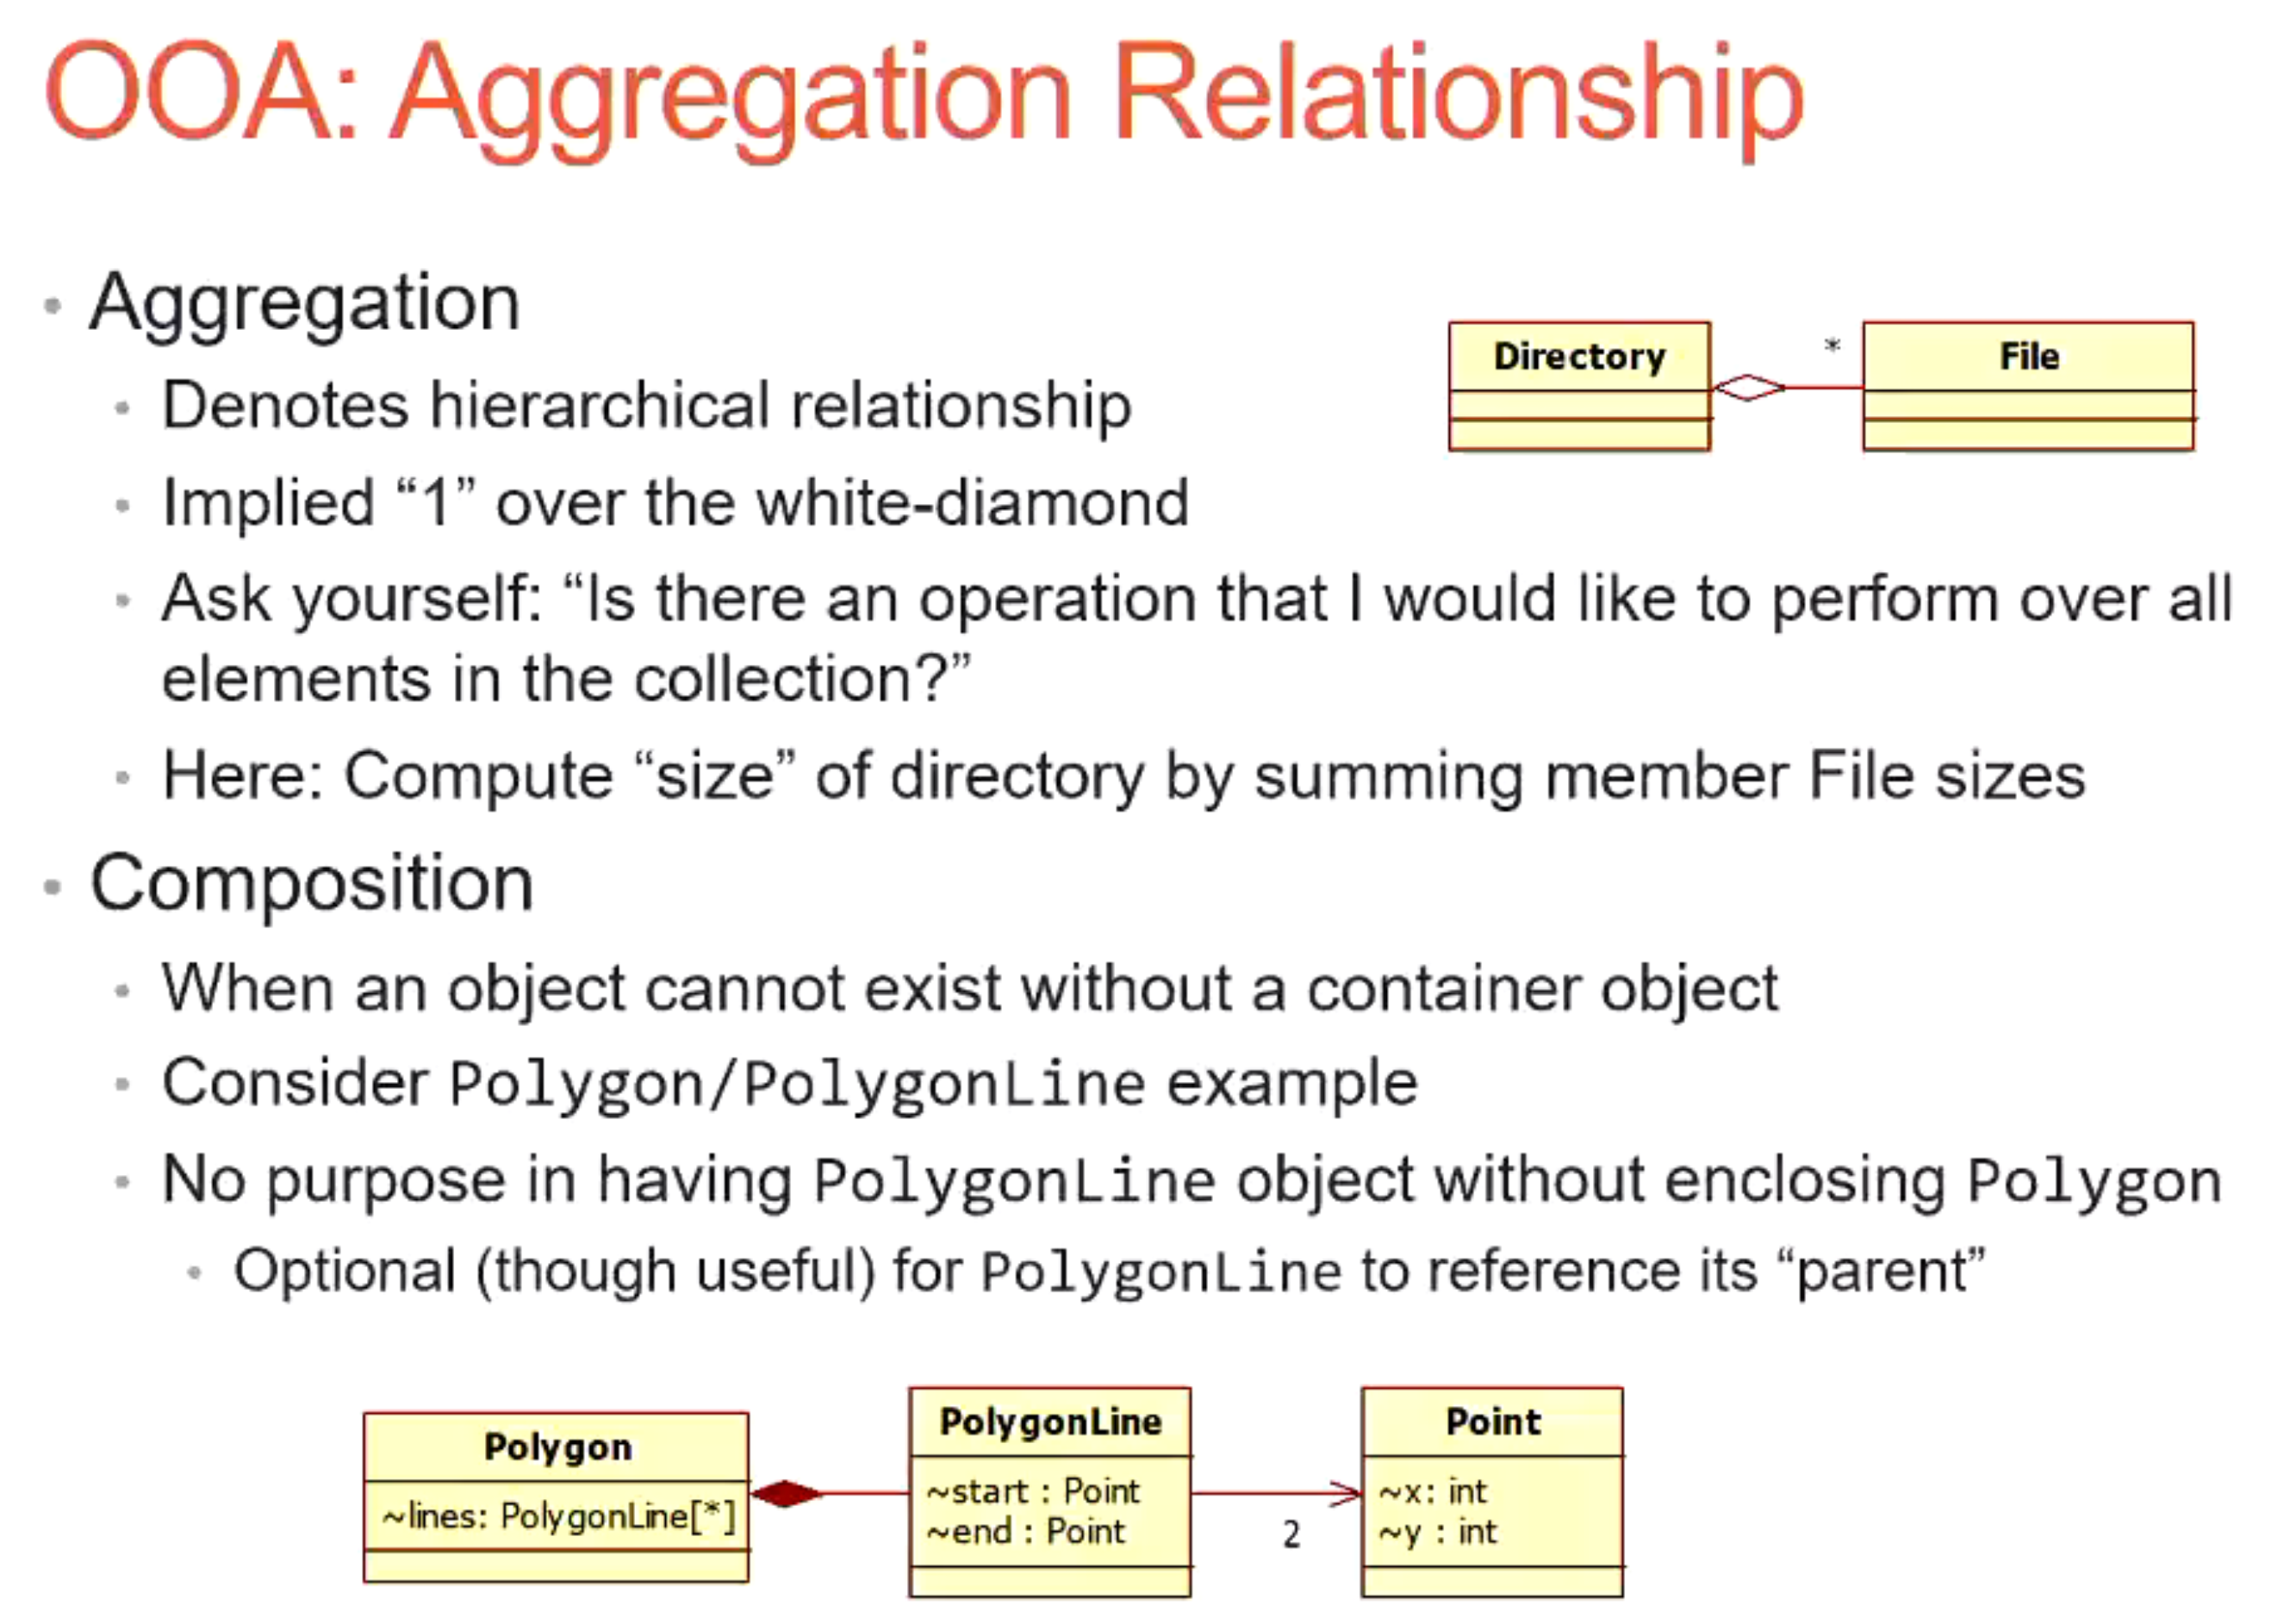 OOA: Aggregation Relationship
• Aggregation
• Denotes hierarchical relationship
• Implied “1” over the white-diamond
• Ask yourself: “Is there an operation that I would like to perform over all
elements in the collection?”
• Here: Compute “size” of directory by summing member File sizes
Directory
*
File
• Composition
• When an object cannot exist without a container object
• Consider Polygon/PolygonLine example
• No purpose in having PolygonLine object without enclosing Polygon
• Optional (though useful) for PolygonLine to reference its “parent”
Polygon
~lines: PolygonLine[*]
PolygonLine
~start : Point
~end : Point
2
Point
~x: int
~y : int